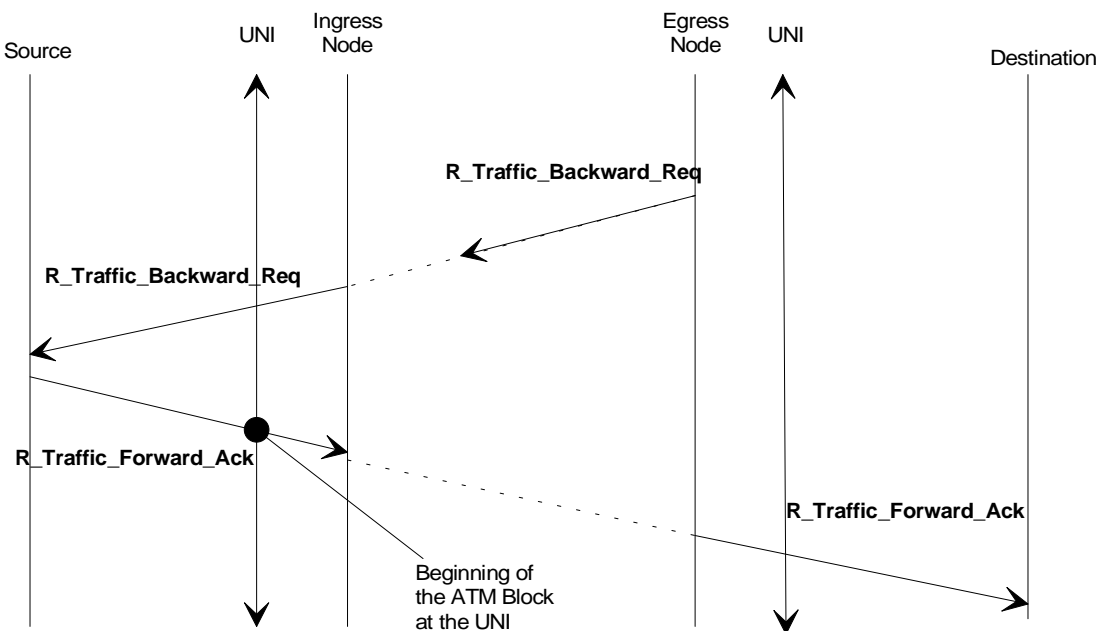 Source
UNI
Ingress
Node
Egress
Node
UNI
Destination
R_Traffic_Backward_Req
R_Traffic_Backward_Req
R_Traffic_Forward_Ack
R_Traffic_Forward_Ack
Beginning of
the ATM Block
at the UNI